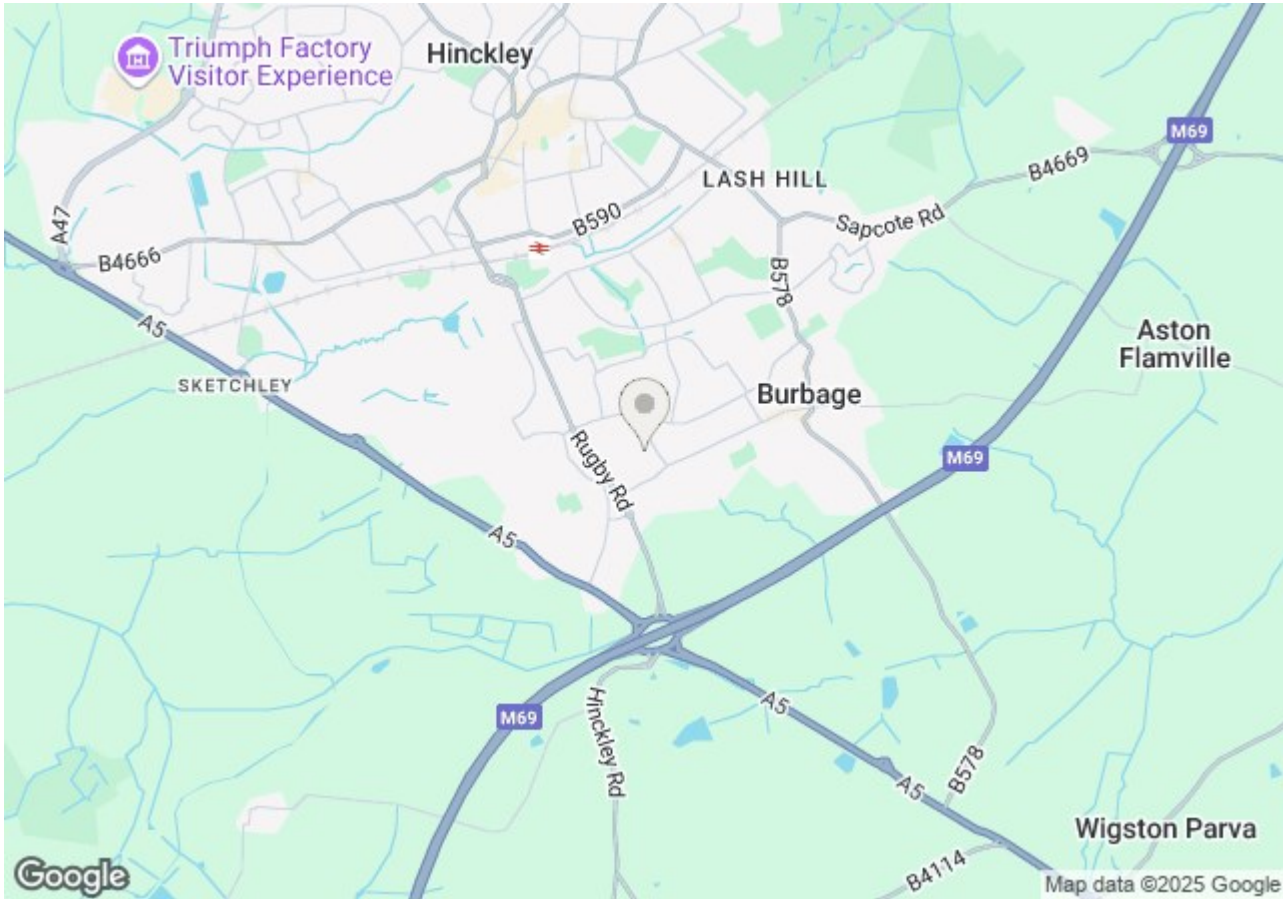 Triumph Factory
Visitor Experience
Hinckley
M69
B4669
LASH HILL
Sapcote Rd
B590
A47
B4666
B578
A5
Aston
Flamville
SKETCHLEY
Burbage
Rugby Rd
M69
A5
Hinckley Rd
M69
A5
B578
A5
Wigston Parva
B4114
Google
Map data ©2025 Google